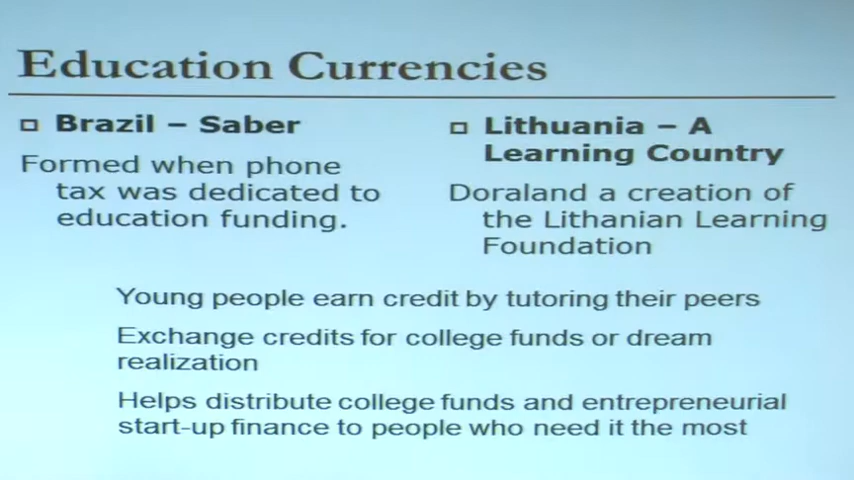 Education Currencies
Brazil – Saber
Formed when phone
tax was dedicated to
education funding.
Lithuania – A
Learning Country
Doraland a creation of
the Lithanian Learning
Foundation
Young people earn credit by tutoring their peers
Exchange credits for college funds or dream
realization
Helps distribute college funds and entrepreneurial
start-up finance to people who need it the most